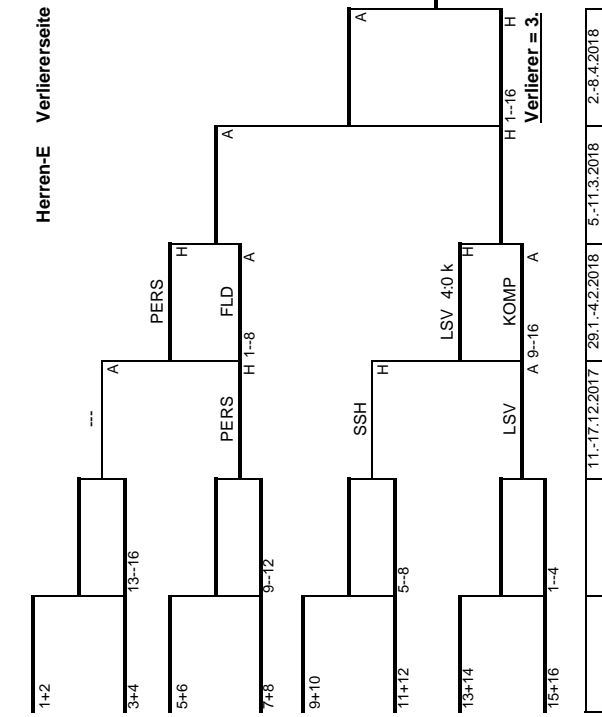 Herren-E Verliererseite
1+2
3+4
13--16
---
A
PERS
H
5+6
7+8
9--12
PERS
H 1--8
FLD
A
A
A
9+10
11+12
5--8
SSH
H
LSV 4:0 k
H
13+14
15+16
1--4
LSV
A 9--16
KOMP
A
H 1--16
H
Verlierer = 3.
11.-17.12.2017
29.1.-4.2.2018
5.-11.3.2018
2.-8.4.2018